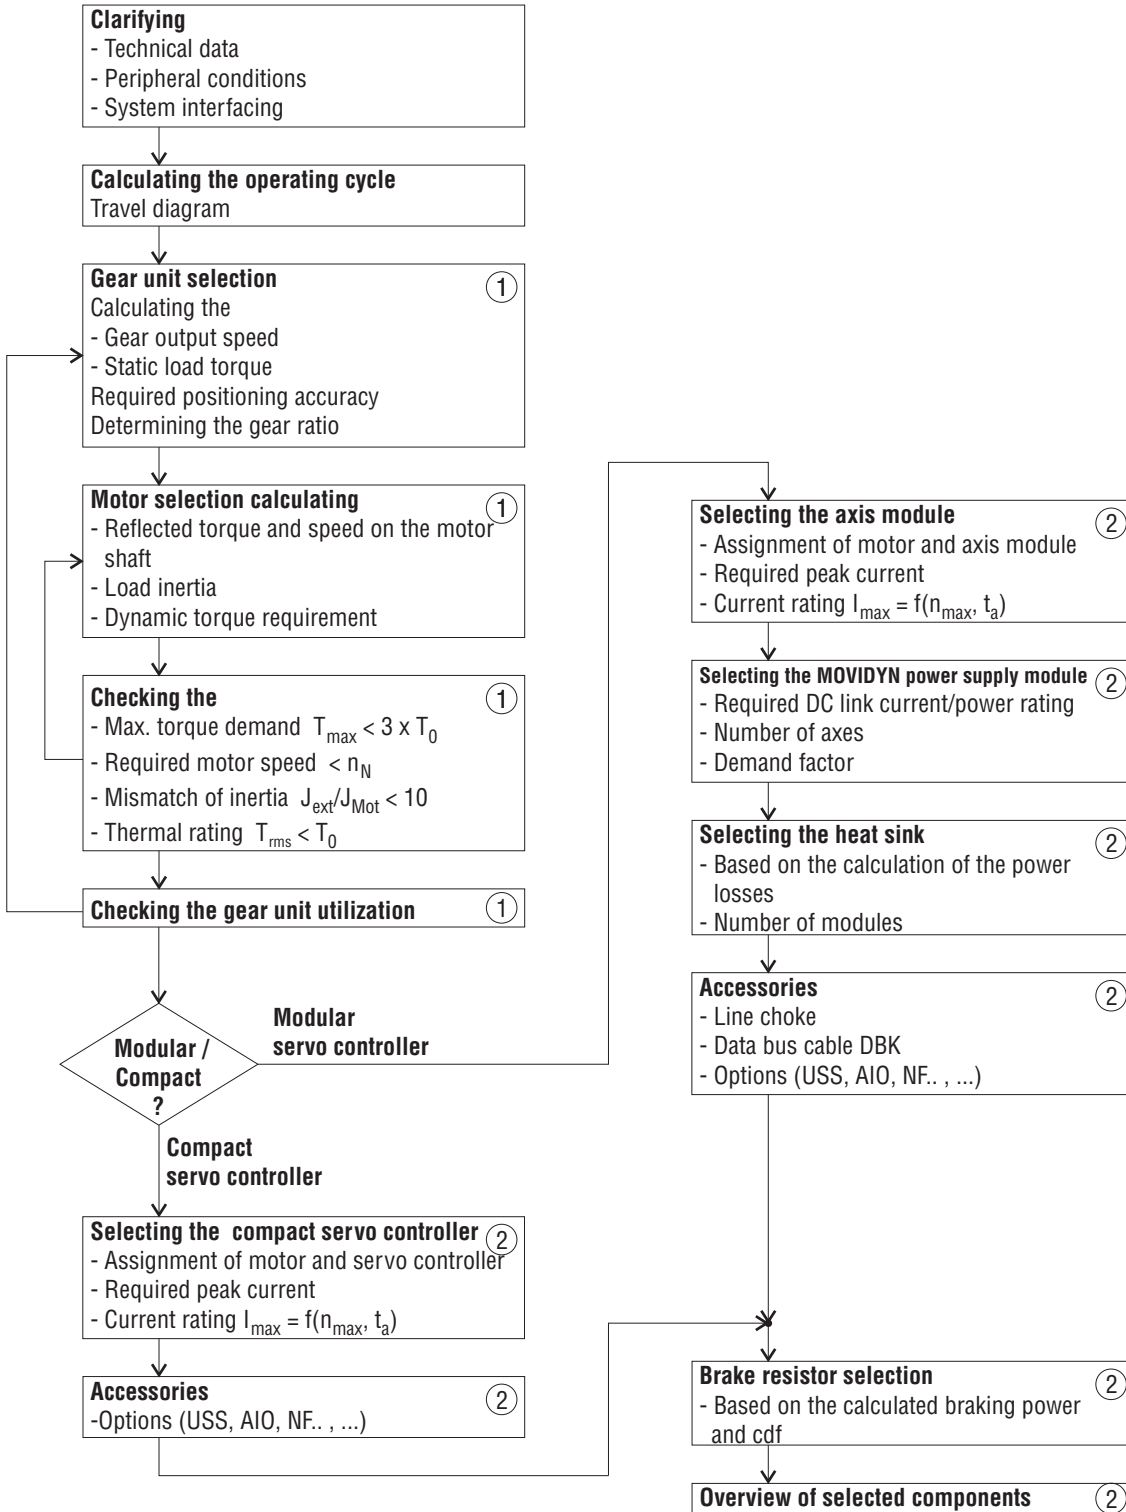 Clarifying
- Technical data
- Peripheral conditions
- System interfacing
Calculating the operating cycle
Travel diagram
Gear unit selection
1
Calculating the
- Gear output speed
- Static load torque
Required positioning accuracy
Determining the gear ratio
Motor selection calculating
1
- Reflected torque and speed on the motor
shaft
- Load inertia
- Dynamic torque requirement
Checking the
1
- Max. torque demand T_max < 3 x T_0
- Required motor speed < n_N
- Mismatch of inertia J_ext/J_Mot < 10
- Thermal rating T_rms < T_0
Checking the gear unit utilization
1
Modular /
Compact
?
Modular
servo controller
Compact
servo controller
Selecting the compact servo controller
2
- Assignment of motor and servo controller
- Required peak current
- Current rating I_max = f(n_max, t_a)
Accessories
2
-Options (USS, AIO, NF.. , ...)
Selecting the axis module
2
- Assignment of motor and axis module
- Required peak current
- Current rating I_max = f(n_max, t_a)
Selecting the MOVIDYN power supply module
2
- Required DC link current/power rating
- Number of axes
- Demand factor
Selecting the heat sink
2
- Based on the calculation of the power
losses
- Number of modules
Accessories
2
- Line choke
- Data bus cable DBK
- Options (USS, AIO, NF.. , ...)
Brake resistor selection
2
- Based on the calculated braking power
and cdf
Overview of selected components
2